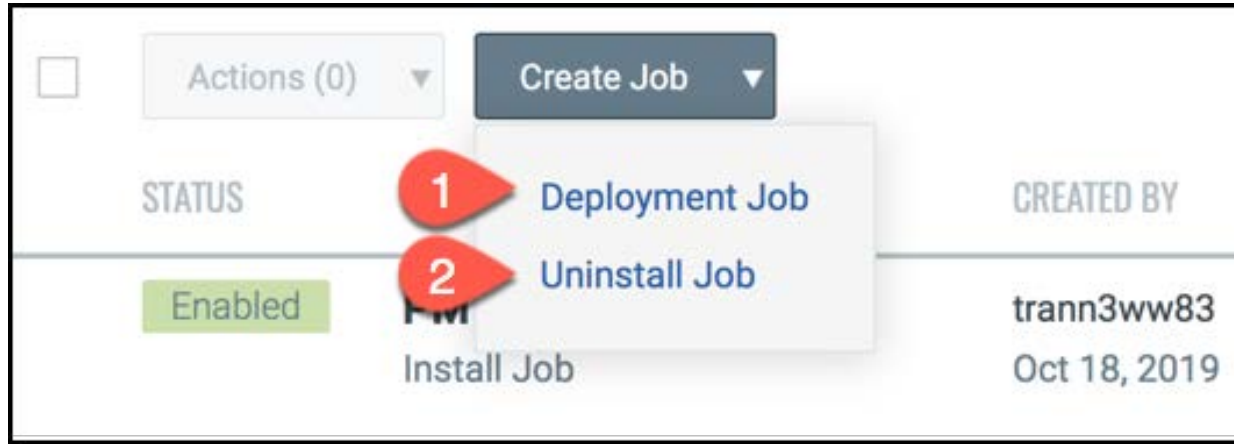 Actions (0) Create Job
1 Deployment Job
STATUS CREATED BY
2 Uninstall Job
Enabled trann3ww83
Install Job Oct 18, 2019